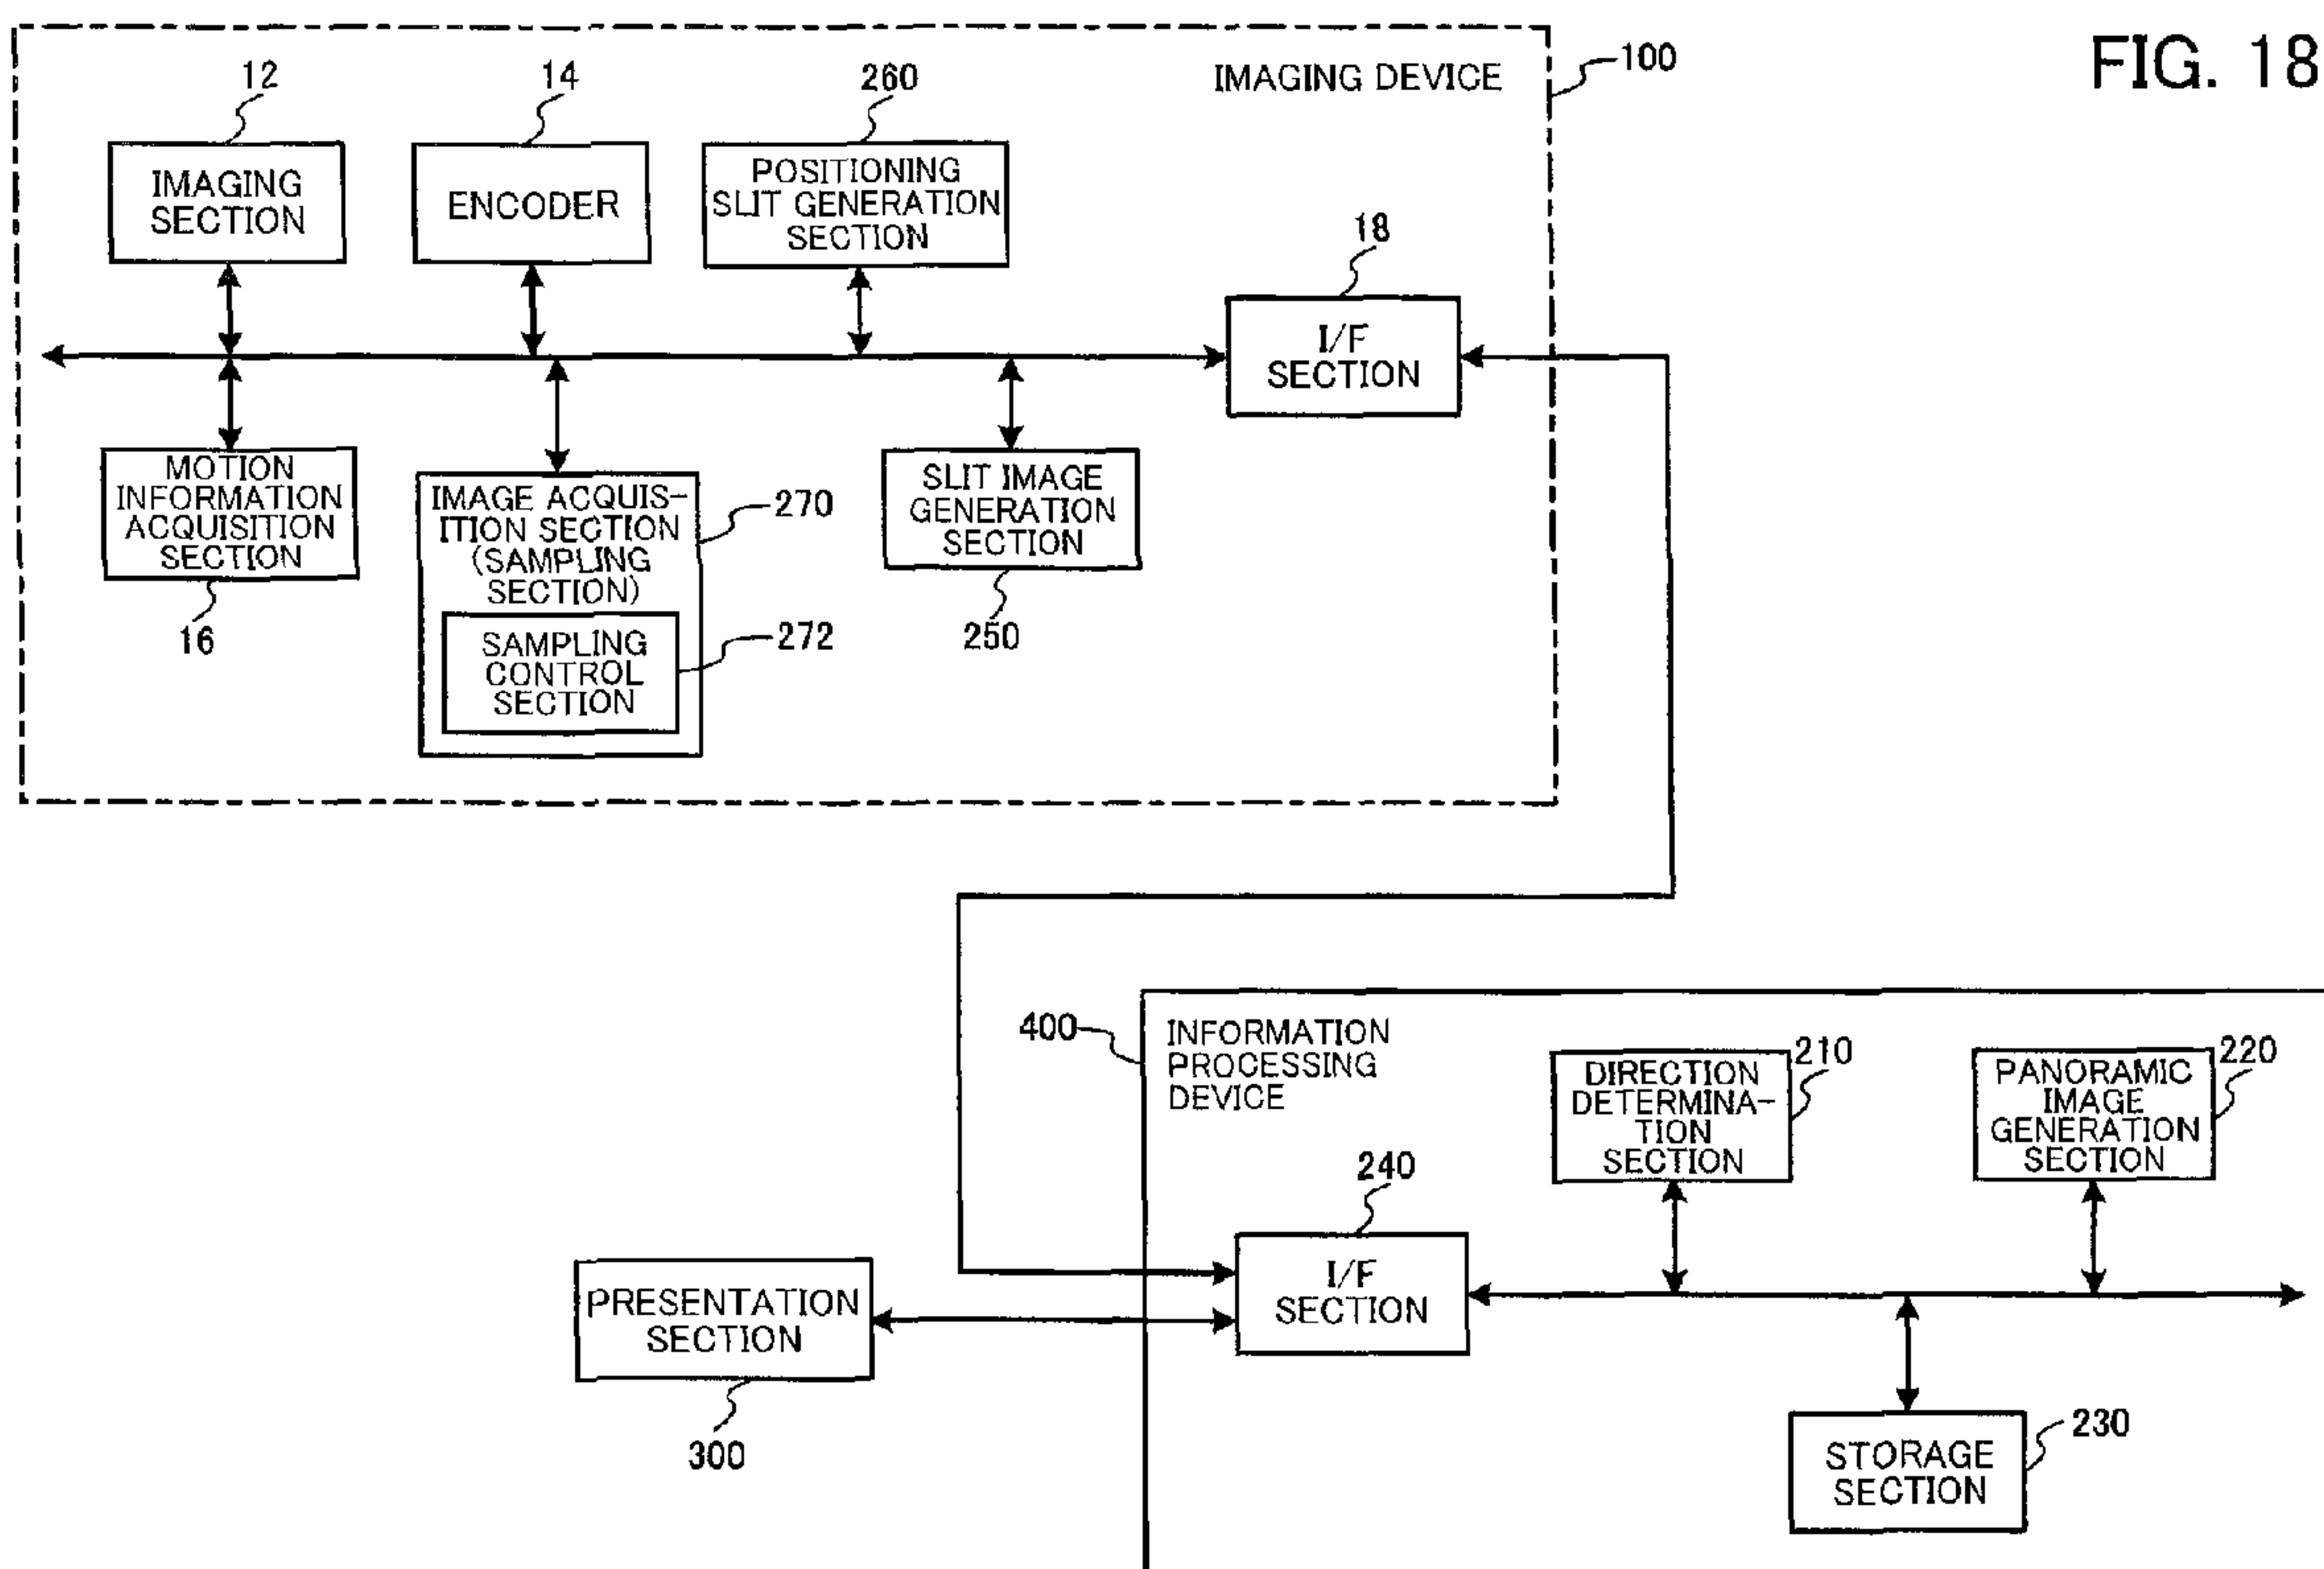 FIG. 18
IMAGING DEVICE
100
12
IMAGING
SECTION
14
ENCODER
260
POSITIONING
SLIT GENERATION
SECTION
18
I/F
SECTION
MOTION
INFORMATION
ACQUISITION
SECTION
16
IMAGE ACQUIS-
ITION SECTION
(SAMPLING
SECTION)
270
SAMPLING
CONTROL
SECTION
272
SLIT IMAGE
GENERATION
SECTION
250
400
INFORMATION
PROCESSING
DEVICE
DIRECTION
DETERMINA-
TION
SECTION
210
PANORAMIC
IMAGE
GENERATION
SECTION
220
240
I/F
SECTION
PRESENTATION
SECTION
300
STORAGE
SECTION
230